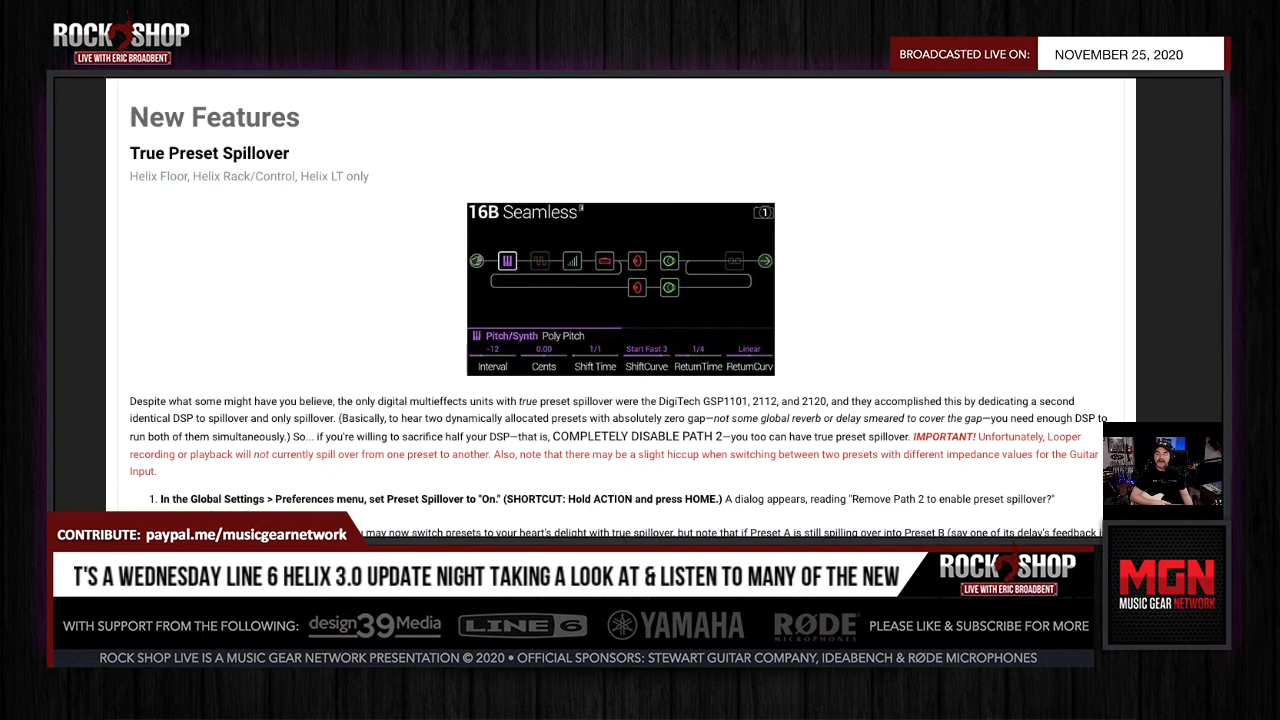 ROCK SHOP
LIVE WITH ERIC BROADBENT
BROADCASTED LIVE ON:
NOVEMBER 25, 2020
New Features
True Preset Spillover
Helix Floor, Helix Rack/Control, Helix LT only
16B Seamless
1
Pitch/Synth Poly Pitch
-12 0.00 1/1 Start Fast 3 1/4 Linear
Interval Cents Shift Time ShiftCurve ReturnTime ReturnCurv
Despite what some might have you believe, the only digital multieffects units with true preset spillover were the DigiTech GSP1101, 2112, and 2120, and they accomplished this by dedicating a second
identical DSP to spillover and only spillover. (Basically, to hear two dynamically allocated presets with absolutely zero gap—not some global reverb or delay smeared to cover the gap—you need enough DSP to
run both of them simultaneously.) So... if you're willing to sacrifice half your DSP—that is, COMPLETELY DISABLE PATH 2—you too can have true preset spillover. IMPORTANT! Unfortunately, Looper
recording or playback will not currently spill over from one preset to another. Also, note that there may be a slight hiccup when switching between two presets with different impedance values for the Guitar
Input.
1. In the Global Settings > Preferences menu, set Preset Spillover to "On." (SHORTCUT: Hold ACTION and press HOME.) A dialog appears, reading "Remove Path 2 to enable preset spillover?"
may now switch presets to your heart's delight with true spillover, but note that if Preset A is still spilling over into Preset B (say one of its delay's feedback i
CONTRIBUTE: paypal.me/musicgearnetwork
T'S A WEDNESDAY LINE 6 HELIX 3.0 UPDATE NIGHT TAKING A LOOK AT & LISTEN TO MANY OF THE NEW
ROCK SHOP
LIVE WITH ERIC BROADBENT
MGN
MUSIC GEAR NETWORK
WITH SUPPORT FROM THE FOLLOWING: design39Media LINE 6 YAMAHA RØDE MICROPHONES PLEASE LIKE & SUBSCRIBE FOR MORE
ROCK SHOP LIVE IS A MUSIC GEAR NETWORK PRESENTATION © 2020 • OFFICIAL SPONSORS: STEWART GUITAR COMPANY, IDEABENCH & RØDE MICROPHONES